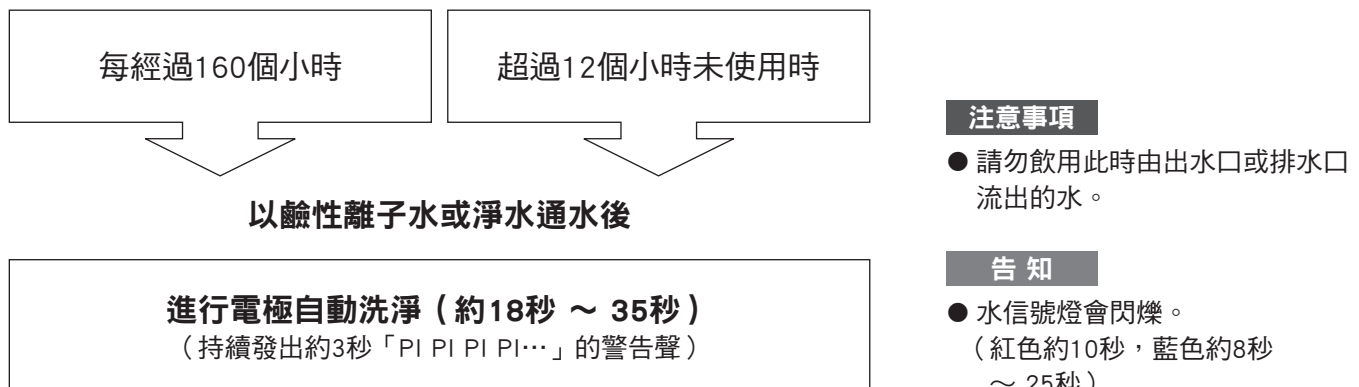 每經過160個小時
超過12個小時未使用時
以鹼性離子水或淨水通水後
進行電極自動洗淨（約18秒 ～ 35秒）
（持續發出約3秒「PI PI PI PI…」的警告聲）
注意事項
● 請勿飲用此時由出水口或排水口
流出的水。
告 知
● 水信號燈會閃爍。
（紅色約10秒，藍色約8秒
～ 25秒）